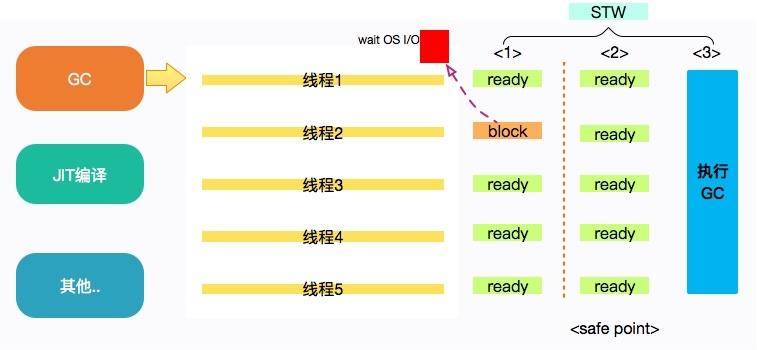 STW
wait OS I/O
<1>
<2>
<3>
GC
线程1
ready
ready
线程2
block
ready
JIT编译
线程3
ready
ready
执行
GC
线程4
ready
ready
其他..
线程5
ready
ready
<safe point>